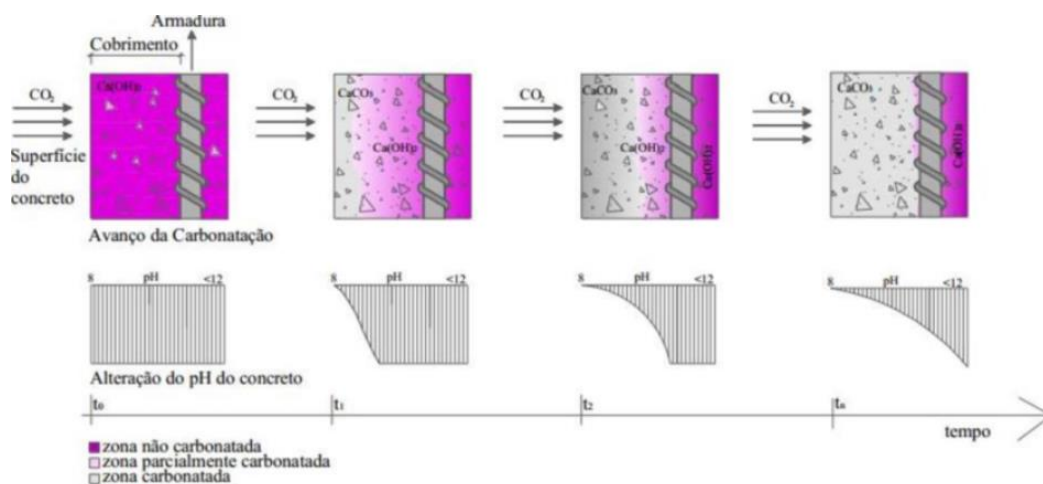 Armadura
Cobrimento
CO₂
Ca(OH)₂
Superfície
do
concreto
CO₂
CaCO₃
Ca(OH)₂
CO₂
CaCO₃
Ca(OH)₂
Ca(OH)₂
CO₂
CaCO₃
Ca(OH)₂
Avanço da Carbonatação
8 pH <12
8 pH <12
8 pH <12
8 pH <12
Alteração do pH do concreto
t₀
t₁
t₂
tₙ
tempo
zona não carbonatada
zona parcialmente carbonatada
zona carbonatada